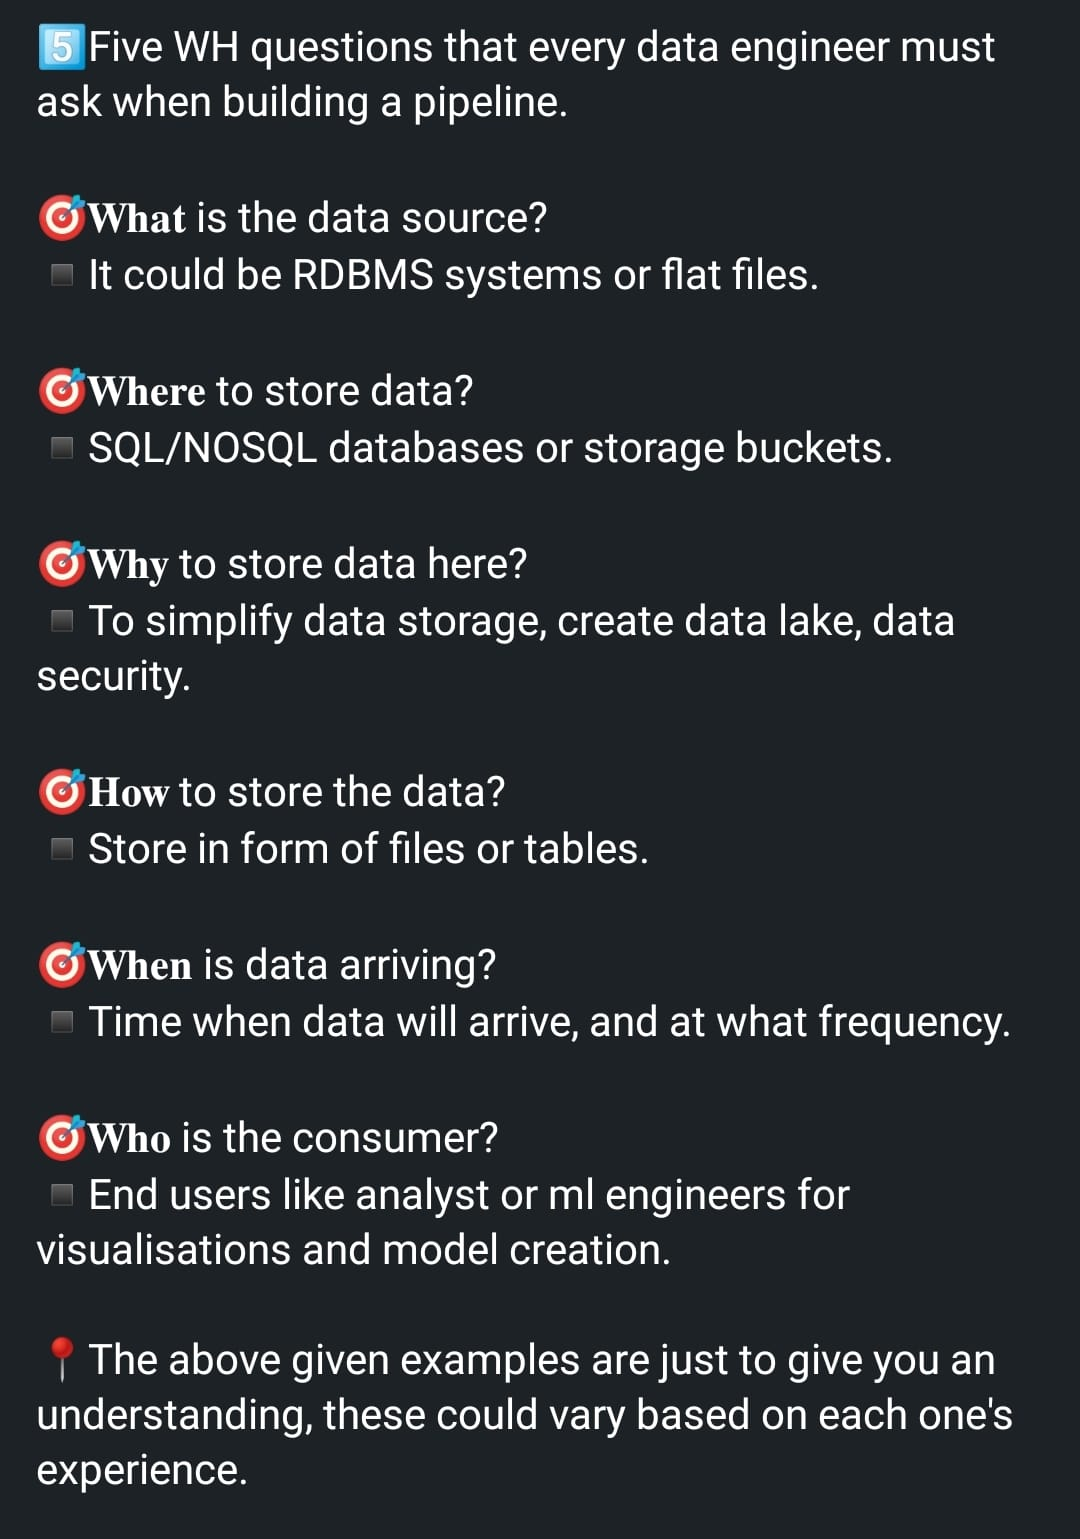 5️⃣Five WH questions that every data engineer must
ask when building a pipeline.
🎯𝐖𝐡𝐚𝐭 is the data source?
◾It could be RDBMS systems or flat files.
🎯𝐖𝐡𝐞𝐫𝐞 to store data?
◾SQL/NOSQL databases or storage buckets.
🎯𝐖𝐡𝐲 to store data here?
◾To simplify data storage, create data lake, data
security.
🎯𝐇𝐨𝐰 to store the data?
◾Store in form of files or tables.
🎯𝐖𝐡𝐞𝐧 is data arriving?
◾Time when data will arrive, and at what frequency.
🎯𝐖𝐡𝐨 is the consumer?
◾End users like analyst or ml engineers for
visualisations and model creation.
📍The above given examples are just to give you an
understanding, these could vary based on each one's
experience.